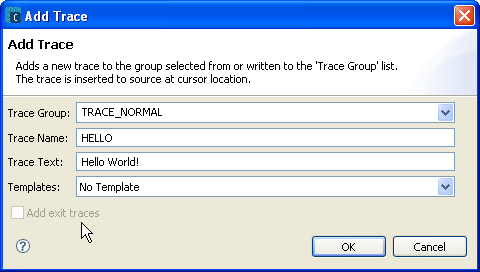 Add Trace
Add Trace
Adds a new trace to the group selected from or written to the 'Trace Group' list.
The trace is inserted to source at cursor location.
Trace Group: TRACE_NORMAL
Trace Name: HELLO
Trace Text: Hello World!
Templates: No Template
Add exit traces
? OK Cancel